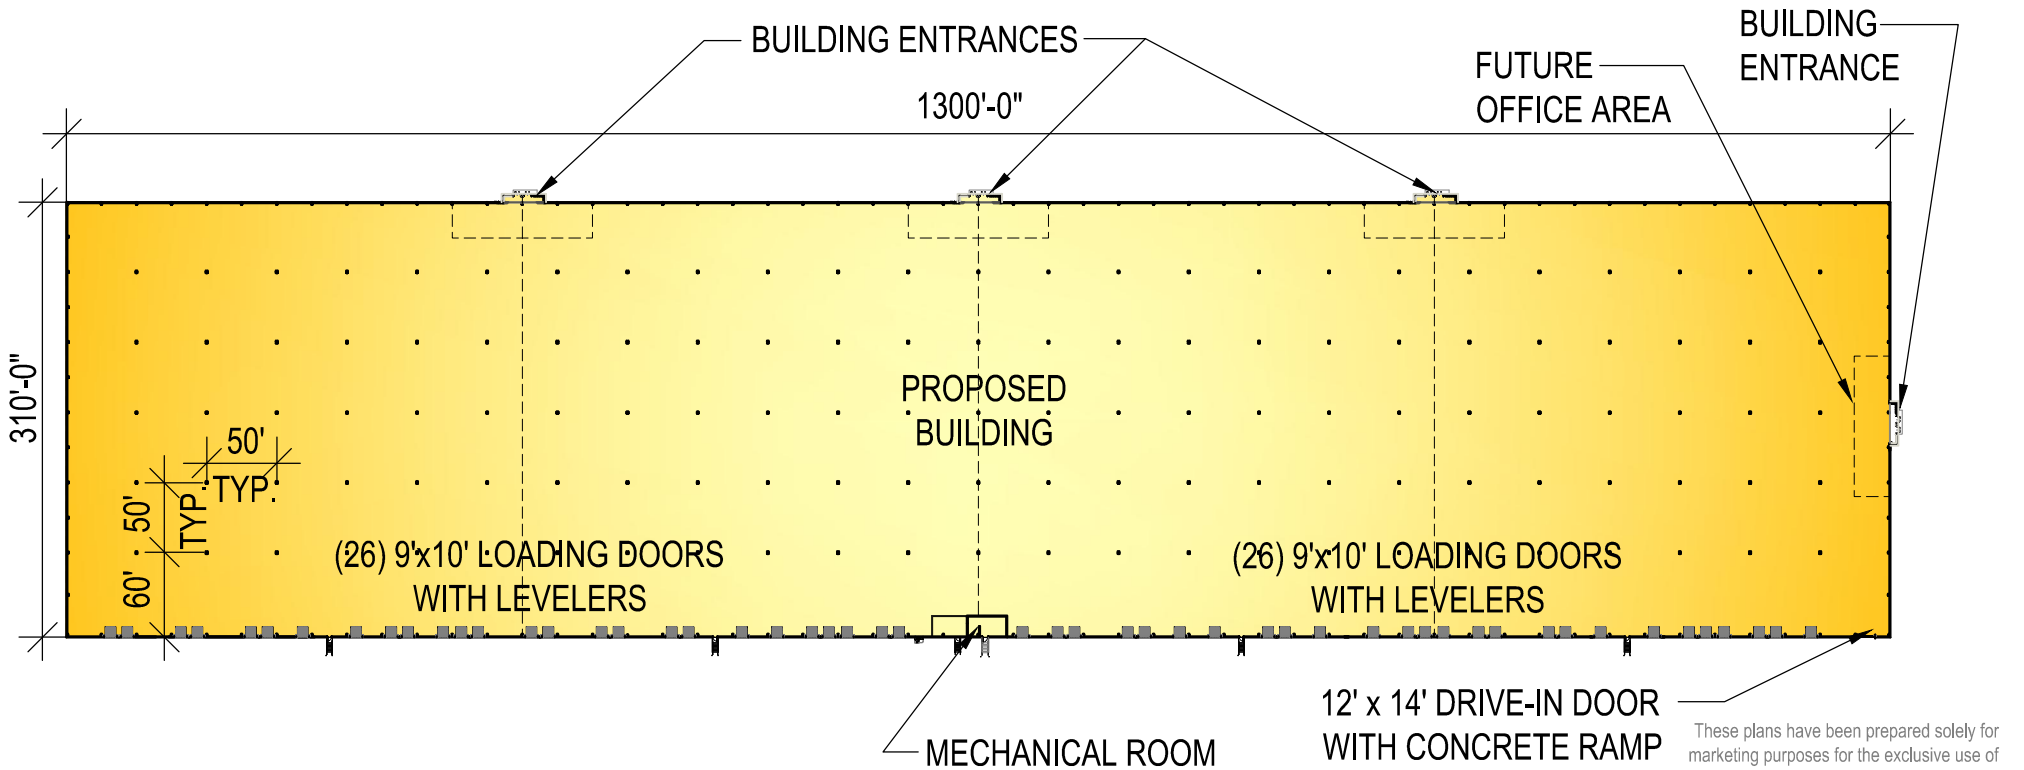 BUILDING ENTRANCES
BUILDING
ENTRANCE
FUTURE
OFFICE AREA
1300'-0"
310'-0"
PROPOSED
BUILDING
50'
TYP.
50'
TYP.
60'
(26) 9'x10' LOADING DOORS
WITH LEVELERS
(26) 9'x10' LOADING DOORS
WITH LEVELERS
12' x 14' DRIVE-IN DOOR
WITH CONCRETE RAMP
MECHANICAL ROOM
These plans have been prepared solely for
marketing purposes for the exclusive use of